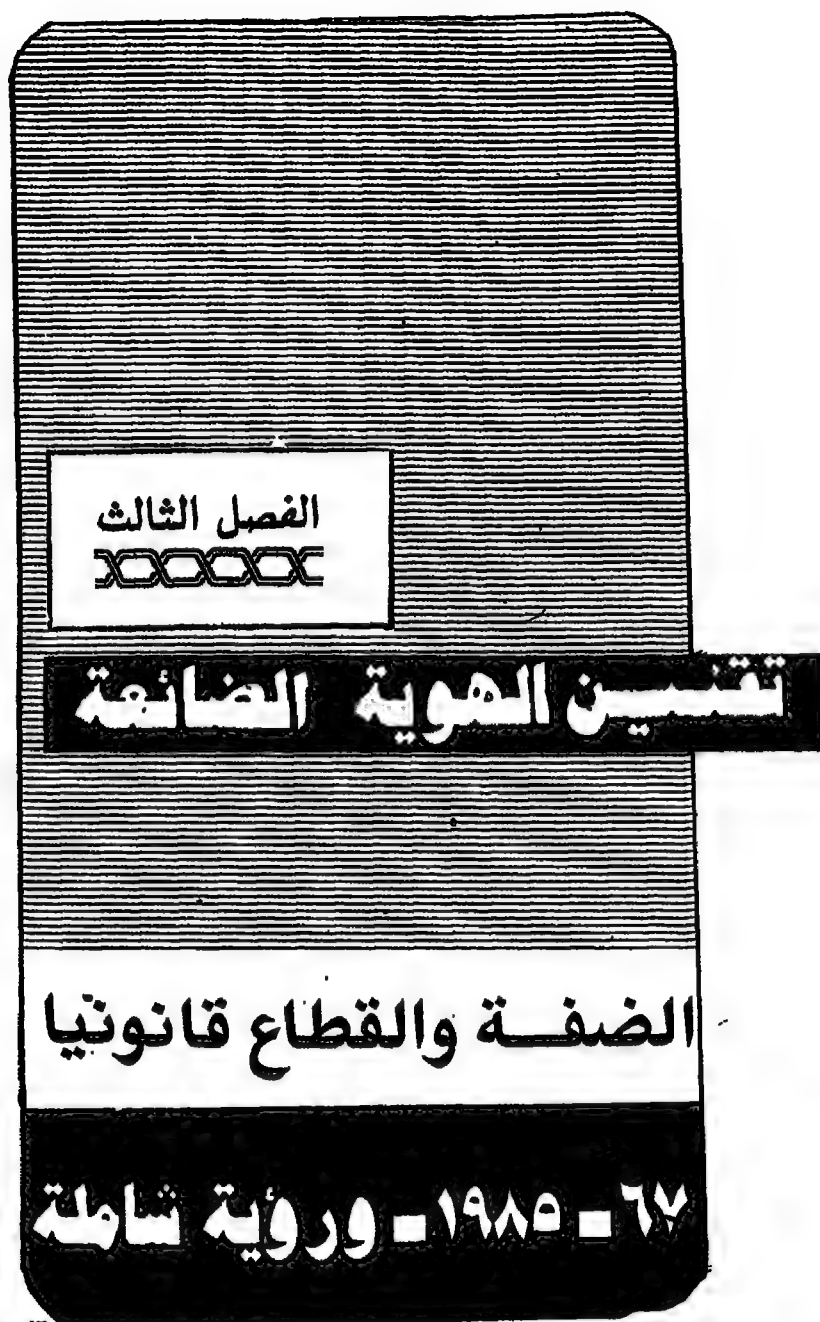 الفصل الثالث
تقنين الهوية الضائعة
الضفة والقطاع قانونيا
٦٧ - ١٩٨٥ - ورؤية شاملة